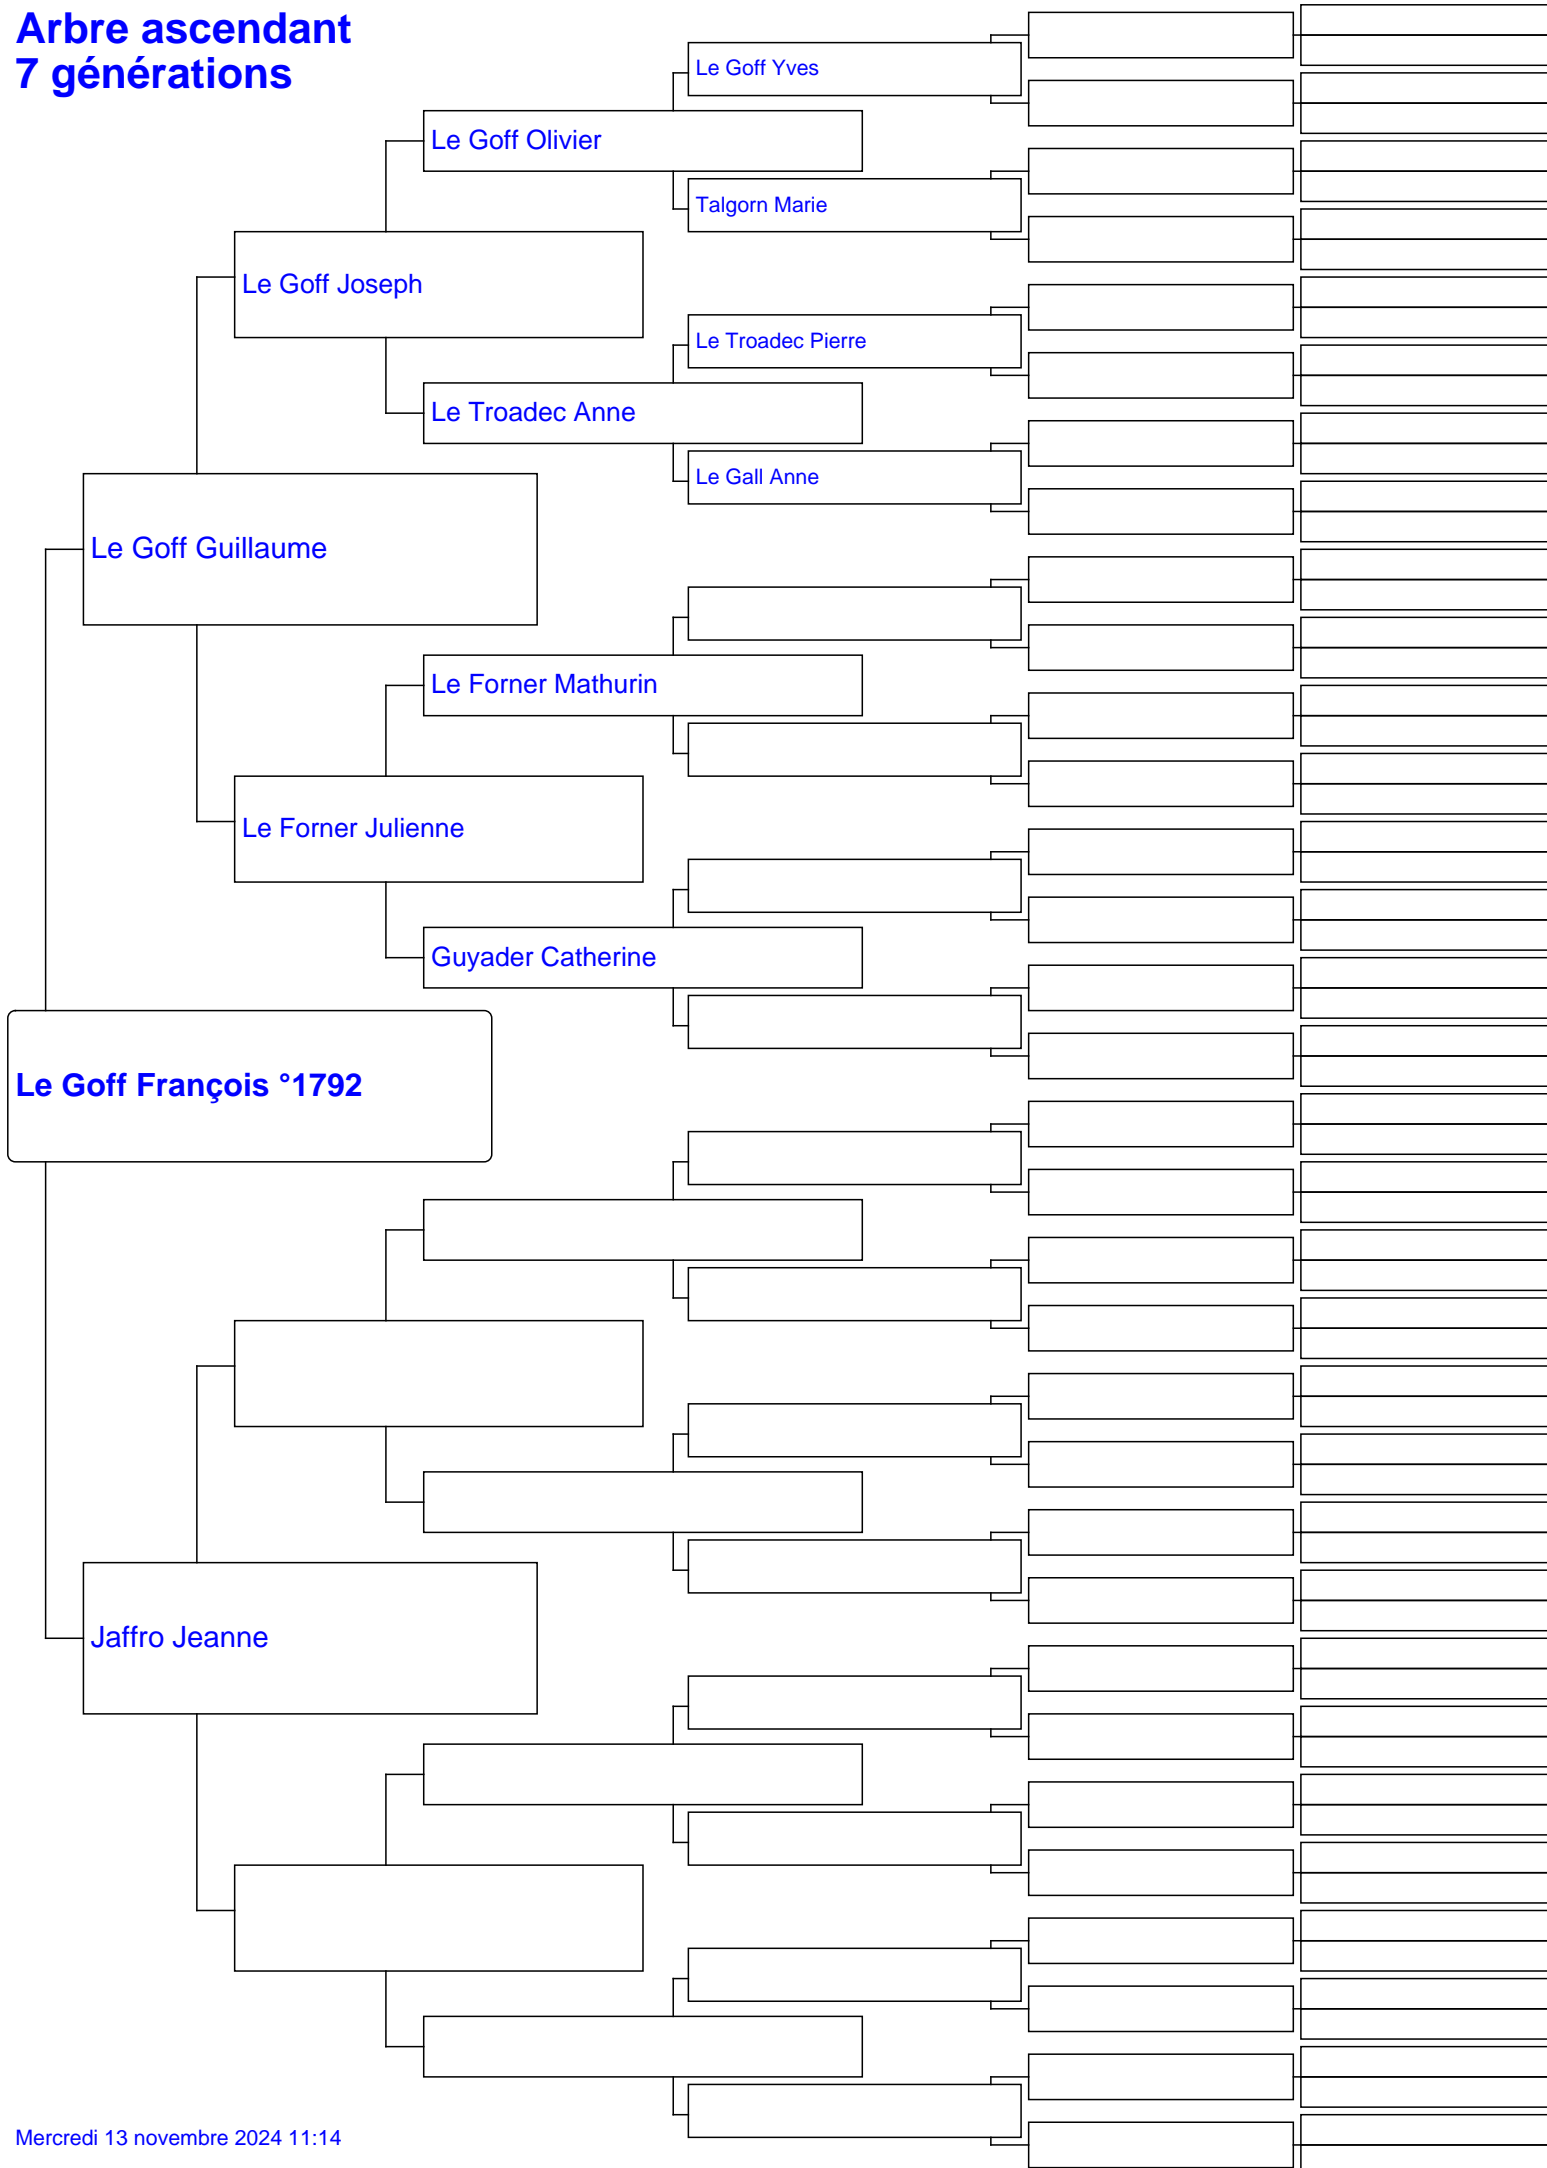 Arbre ascendant
7 générations
Le Goff Yves
Le Goff Olivier
Talgorn Marie
Le Goff Joseph
Le Troadec Pierre
Le Troadec Anne
Le Gall Anne
Le Goff Guillaume
Le Forner Mathurin
Le Forner Julienne
Guyader Catherine
Le Goff François °1792
Jaffro Jeanne
Mercredi 13 novembre 2024 11:14